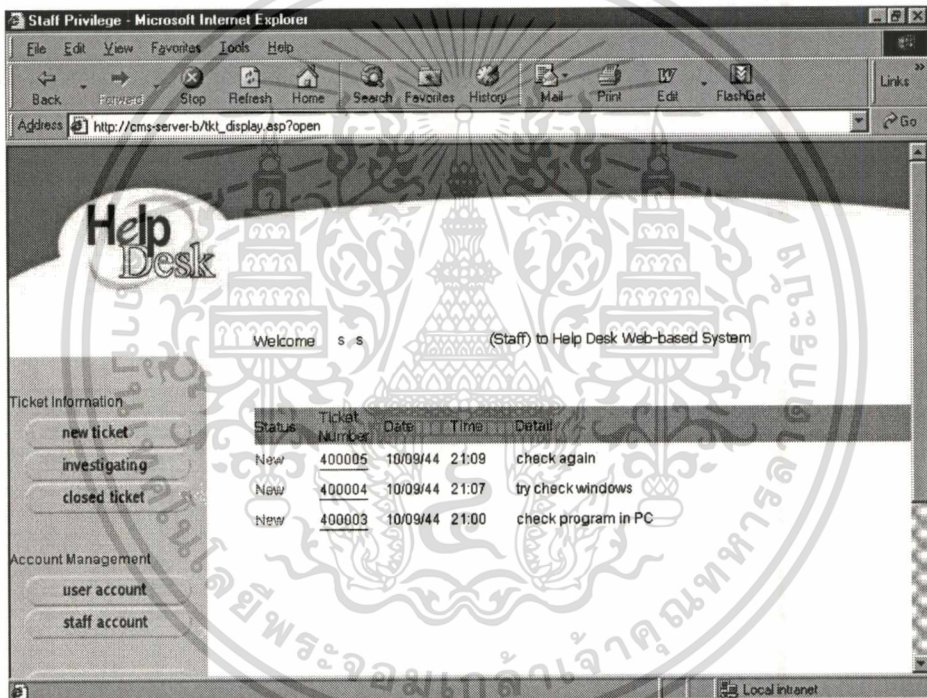 Staff Privilege - Microsoft Internet Explorer
File Edit View Favorites Tools Help
Back Forward Stop Refresh Home Search Favorites History Mail Print Edit FlashGet Links
Address http://cms-server-b/tkt_display.asp?open Go
Help
Desk
Welcome s s (Staff) to Help Desk Web-based System
Ticket Information
new ticket
investigating
closed ticket
Account Management
user account
staff account
Status Ticket Number Date Time Detail
New 400005 10/09/44 21:09 check again
New 400004 10/09/44 21:07 try check windows
New 400003 10/09/44 21:00 check program in PC
Local intranet